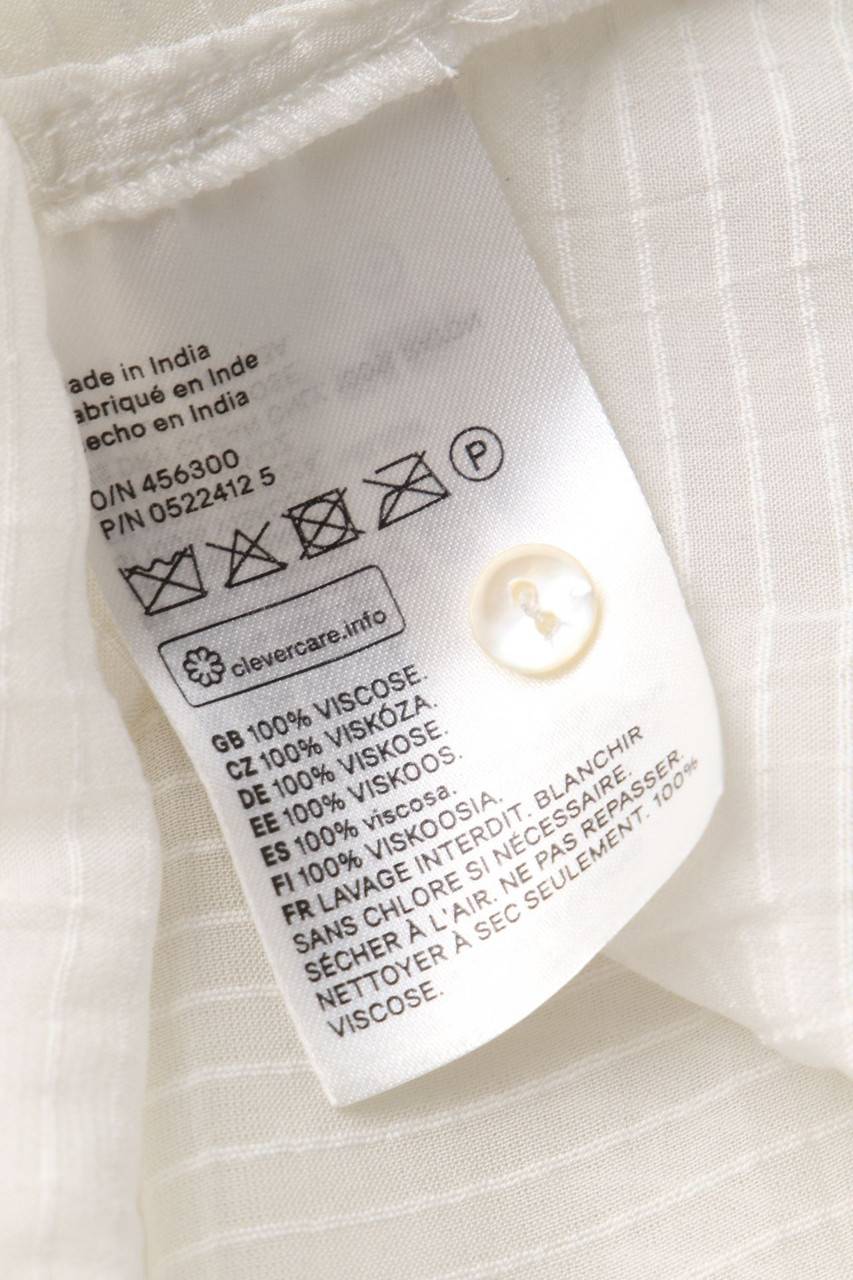 ade in India
abriqué en Inde
echo en India
O/N 456300
P/N 0522412 5
P
clevercare.info
GB 100% VISCOSE.
CZ 100% VISKÓZA.
DE 100% VISKOSE.
EE 100% VISKOOS.
ES 100% viscosa.
FI 100% VISKOOSIA.
FR LAVAGE INTERDIT. BLANCHIR
SANS CHLORE SI NÉCESSAIRE.
SÉCHER À L'AIR. NE PAS REPASSER.
NETTOYER À SEC SEULEMENT. 100%
VISCOSE.